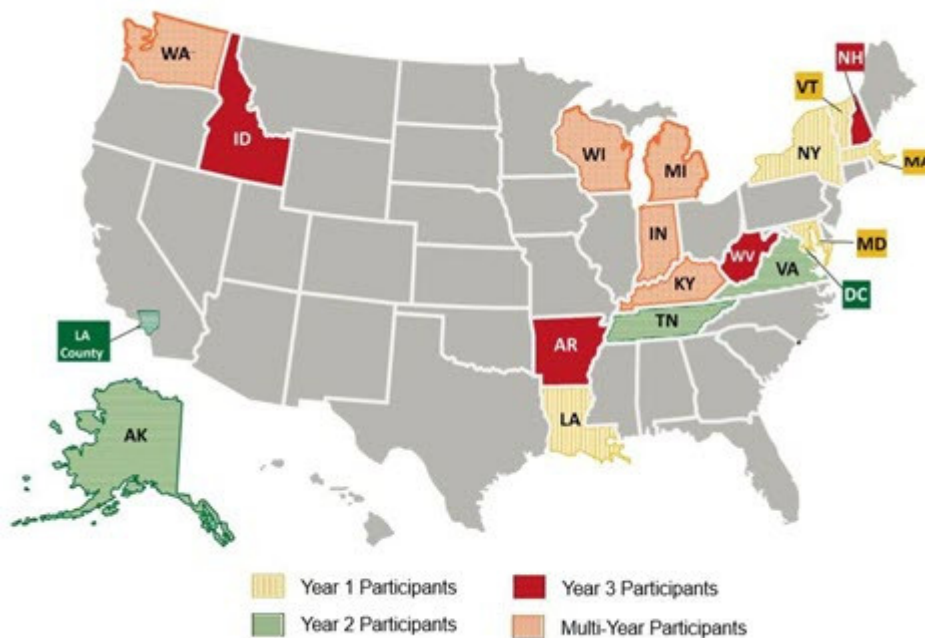 NH
WA
VT
ID
NY
WI
MI
MA
IN
WV
MD
VA
KY
DC
TN
LA
County
AR
LA
AK
Year 1 Participants
Year 3 Participants
Year 2 Participants
Multi-Year Participants